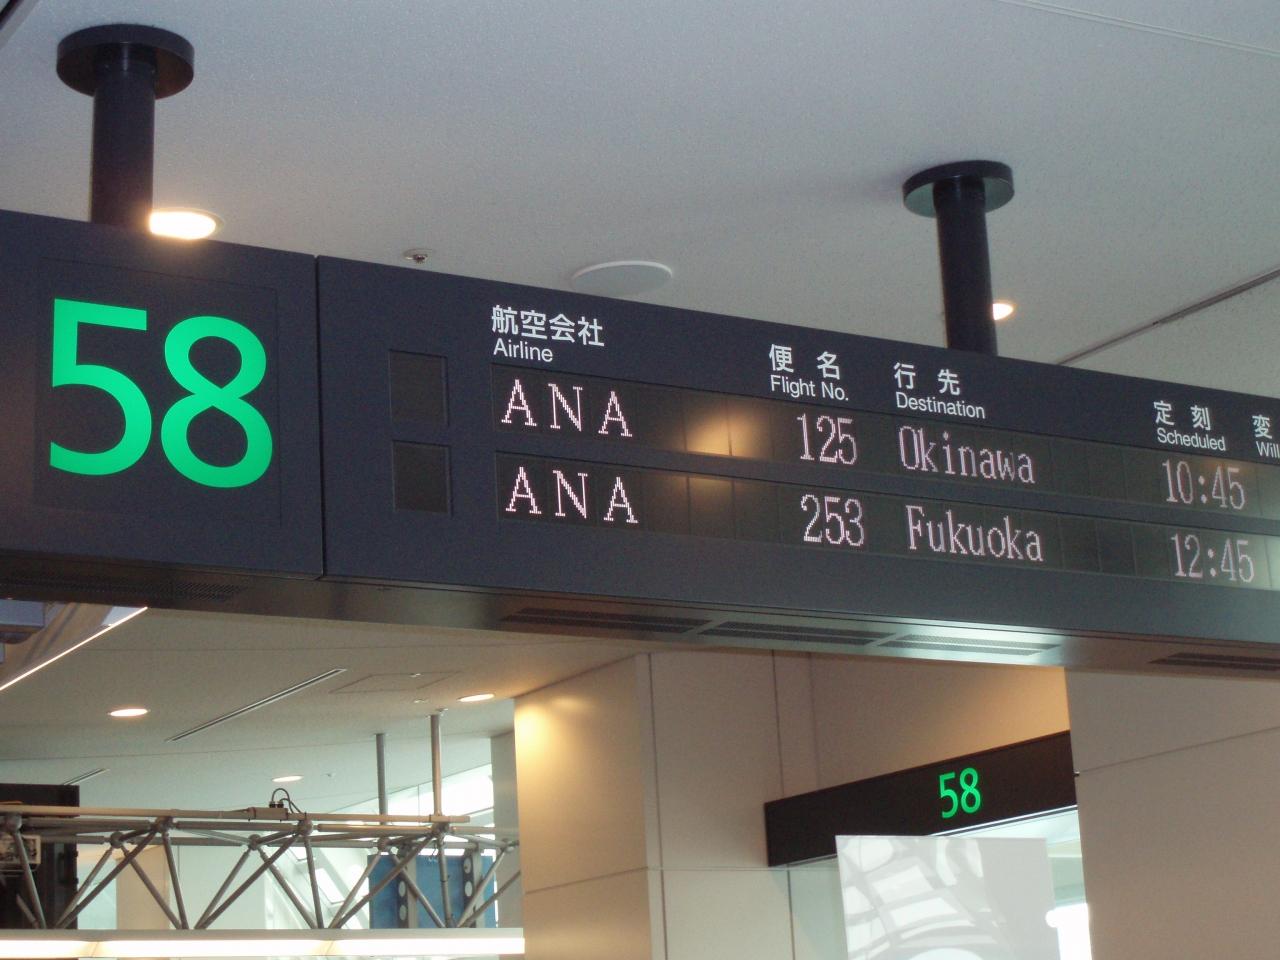 58
航空会社 便名 行先 定刻 変
Airline Flight No. Destination Scheduled Will
ANA 125 Okinawa 10:45
ANA 253 Fukuoka 12:45
58